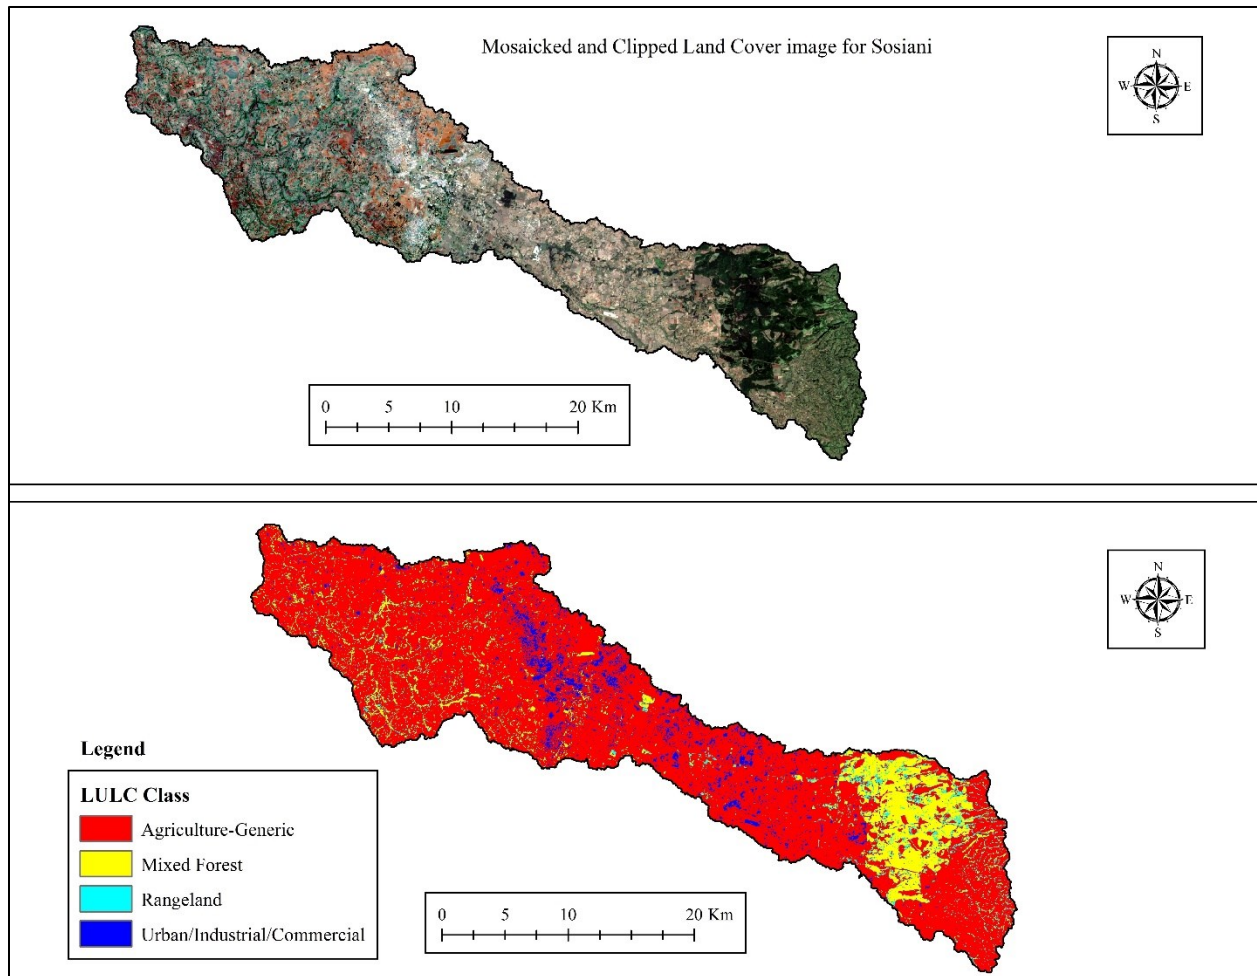 Mosaicked and Clipped Land Cover image for Sosiani
N
W E
S
0 5 10 20 Km
N
W E
S
Legend
LULC Class
Agriculture-Generic
Mixed Forest
Rangeland
Urban/Industrial/Commercial
0 5 10 20 Km